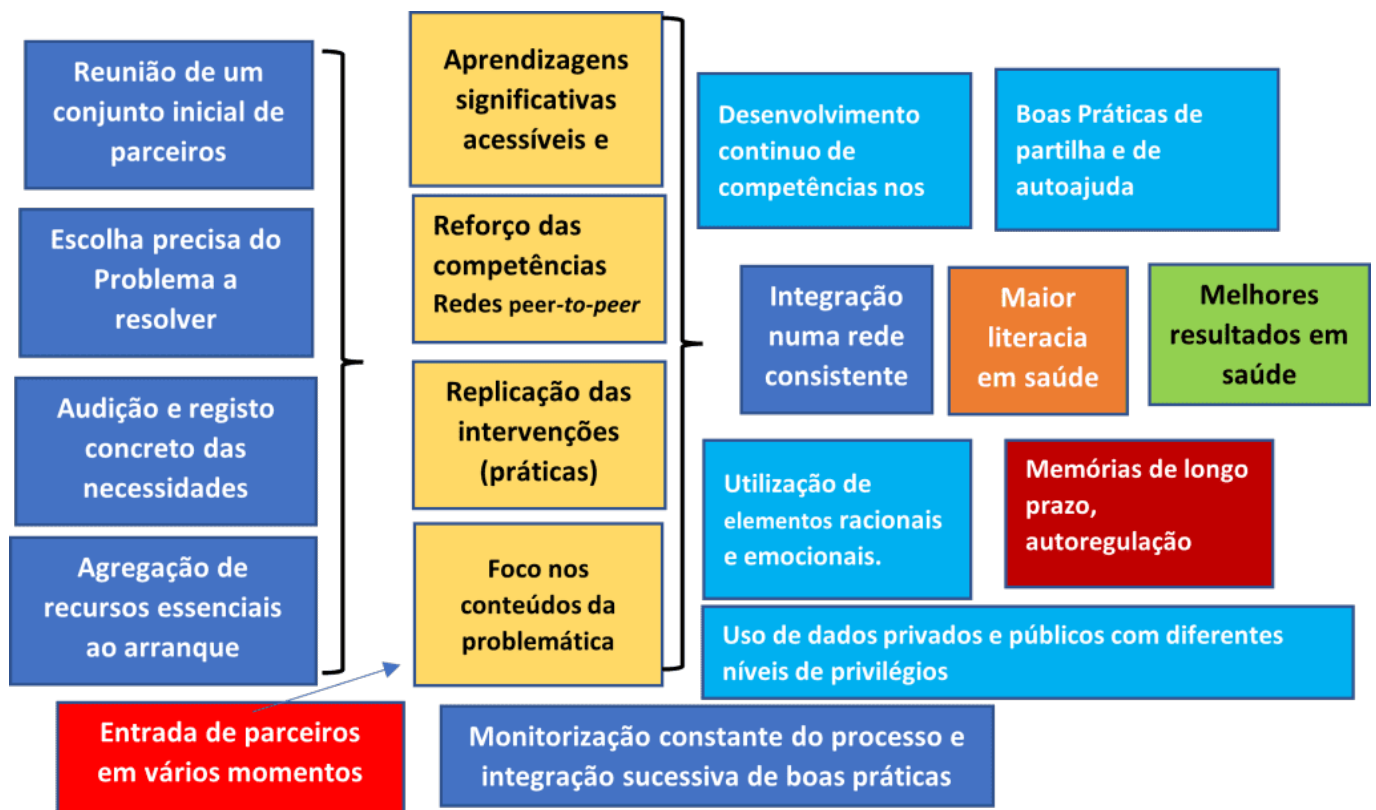 Reunião de um
conjunto inicial de
parceiros
Escolha precisa do
Problema a
resolver
Audição e registo
concreto das
necessidades
Agregação de
recursos essenciais
ao arranque
Entrada de parceiros
em vários momentos
Aprendizagens
significativas
acessíveis e
Reforço das
competências
Redes peer-to-peer
Replicação das
intervenções
(práticas)
Foco nos
conteúdos da
problemática
Desenvolvimento
continuo de
competências nos
Boas Práticas de
partilha e de
autoajuda
Integração
numa rede
consistente
Maior
literacia
em saúde
Melhores
resultados em
saúde
Utilização de
elementos racionais
e emocionais.
Memórias de longo
prazo,
autoregulação
Uso de dados privados e públicos com diferentes
níveis de privilégios
Monitorização constante do processo e
integração sucessiva de boas práticas